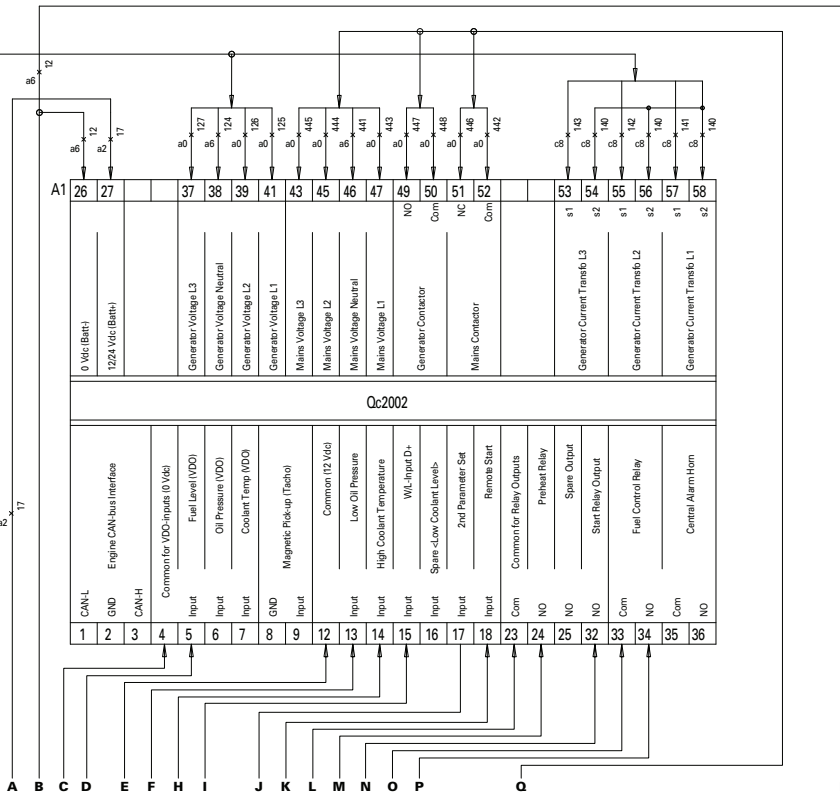 12
a6
12
a6
17
a2
127
a0
124
a6
126
a0
125
a0
445
a0
444
a0
441
a6
443
a0
447
a0
448
a0
446
a0
442
a0
143
c8
140
c8
142
c8
140
c8
141
c8
140
c8
A1 26 27 37 38 39 41 43 45 46 47 49 50 51 52 53 54 55 56 57 58
NO Com NC Com s1 s2 s1 s2 s1 s2
0 Vdc (Batt-)
12/24 Vdc (Batt+)
Generator Voltage L3
Generator Voltage Neutral
Generator Voltage L2
Generator Voltage L1
Mains Voltage L3
Mains Voltage L2
Mains Voltage Neutral
Mains Voltage L1
Generator Contactor
Mains Contactor
Generator Current Transfo L3
Generator Current Transfo L2
Generator Current Transfo L1
Qc2002
Engine CAN-bus Interface
Common for VDO-inputs (0 Vdc)
Fuel Level (VDO)
Oil Pressure (VDO)
Coolant Temp (VDO)
Magnetic Pick-up (Tacho)
Common (12 Vdc)
Low Oil Pressure
High Coolant Temperature
W/L-Input D+
Spare <Low Coolant Level>
2nd Parameter Set
Remote Start
Common for Relay Outputs
Preheat Relay
Spare Output
Start Relay Output
Fuel Control Relay
Central Alarm Horn
17
a2
CAN-L GND CAN-H Input Input Input GND Input Input Input Input Input Input Input Com NO NO NO Com NO Com NO
1 2 3 4 5 6 7 8 9 12 13 14 15 16 17 18 23 24 25 32 33 34 35 36
A B C D E F H I J K L M N O P Q